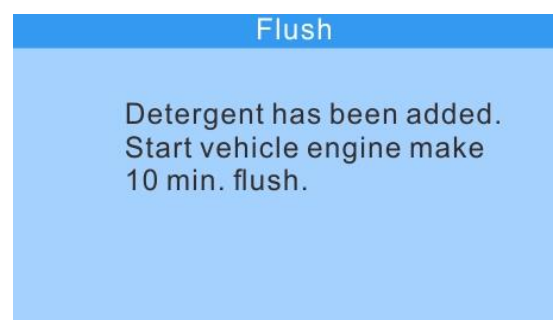 Flush
Detergent has been added.
Start vehicle engine make
10 min. flush.